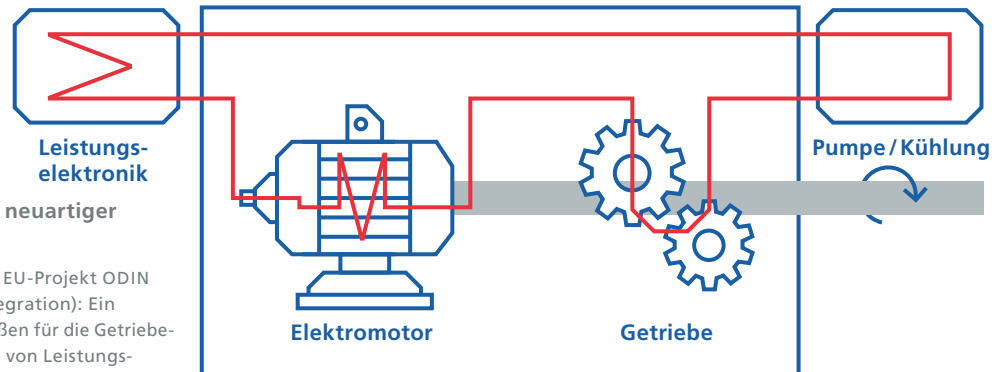 Leistungs-
elektronik
Pumpe/Kühlung
neuartiger
EU-Projekt ODIN
egration): Ein
ßen für die Getriebe-
von Leistungs-
Elektromotor
Getriebe